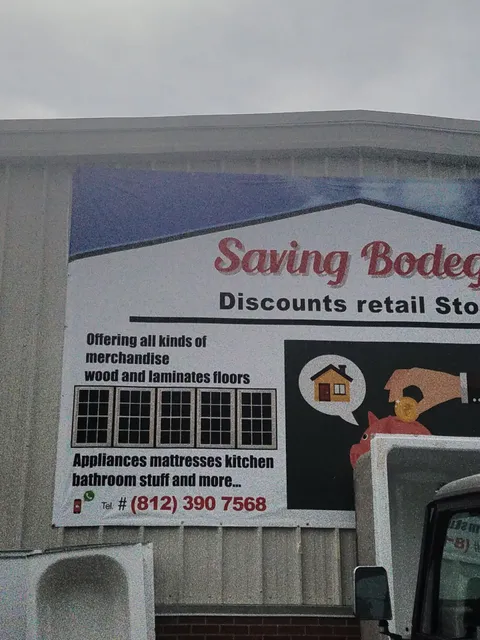 Saving Bodeg
Discounts retail Sto
Offering all kinds of
merchandise
wood and laminates floors
Appliances mattresses kitchen
bathroom stuff and more...
Tel. # (812) 390 7568